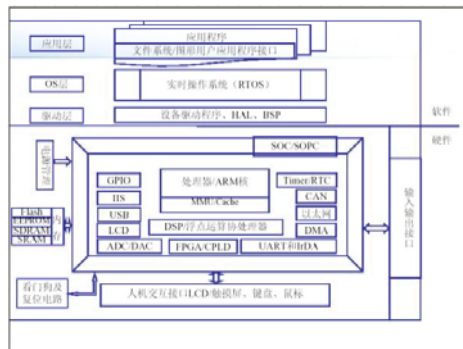 应用层
应用程序
文件系统/图形用户应用程序接口
OS层
实时操作系统（RTOS）
驱动层
设备驱动程序、HAL、BSP
软件
硬件
SOC/SOPC
电源管理
GPIO
IIS
USB
LCD
ADC/DAC
处理器/ARM核
MMU/Cache
DSP/浮点运算协处理器
FPGA/CPLD
Timer/RTC
CAN
以太网
DMA
UART和IrDA
Flash
EEPROM
SDRAM
SRAM
内存
输入输出接口
看门狗及
复位电路
人机交互接口LCD/触摸屏、键盘、鼠标